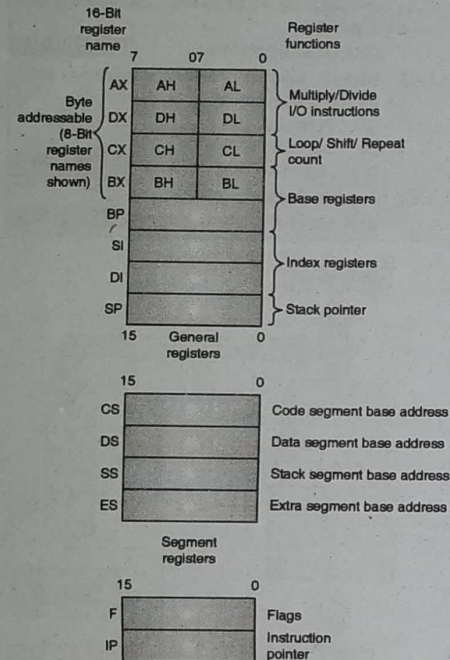 16-Bit
register
name
Register
functions
7 07 0
AX AH AL
DX DH DL
CX CH CL
BX BH BL
BP
SI
DI
SP
Byte
addressable
(8-Bit
register
names
shown)
Multiply/Divide
I/O instructions
Loop/ Shift/ Repeat
count
Base registers
Index registers
Stack pointer
15 General 0
registers
15 0
CS Code segment base address
DS Data segment base address
SS Stack segment base address
ES Extra segment base address
Segment
registers
15 0
F Flags
IP Instruction
pointer